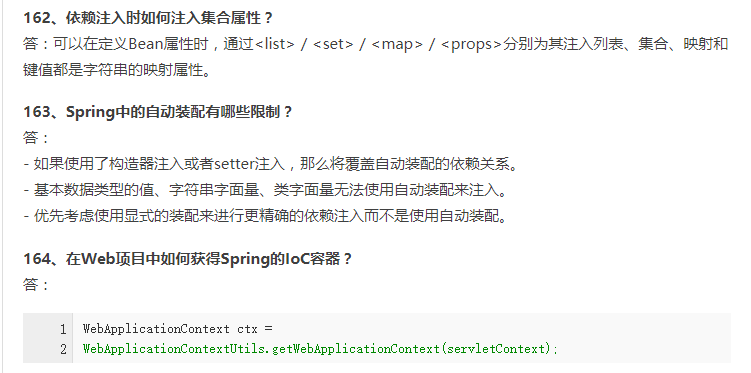 162、依赖注入时如何注入集合属性？
答：可以在定义Bean属性时，通过<list> / <set> / <map> / <props>分别为其注入列表、集合、映射和
键值都是字符串的映射属性。
163、Spring中的自动装配有哪些限制？
答：
- 如果使用了构造器注入或者setter注入，那么将覆盖自动装配的依赖关系。
- 基本数据类型的值、字符串字面量、类字面量无法使用自动装配来注入。
- 优先考虑使用显式的装配来进行更精确的依赖注入而不是使用自动装配。
164、在Web项目中如何获得Spring的IoC容器？
答：
1 WebApplicationContext ctx =
2 WebApplicationContextUtils.getWebApplicationContext(servletContext);